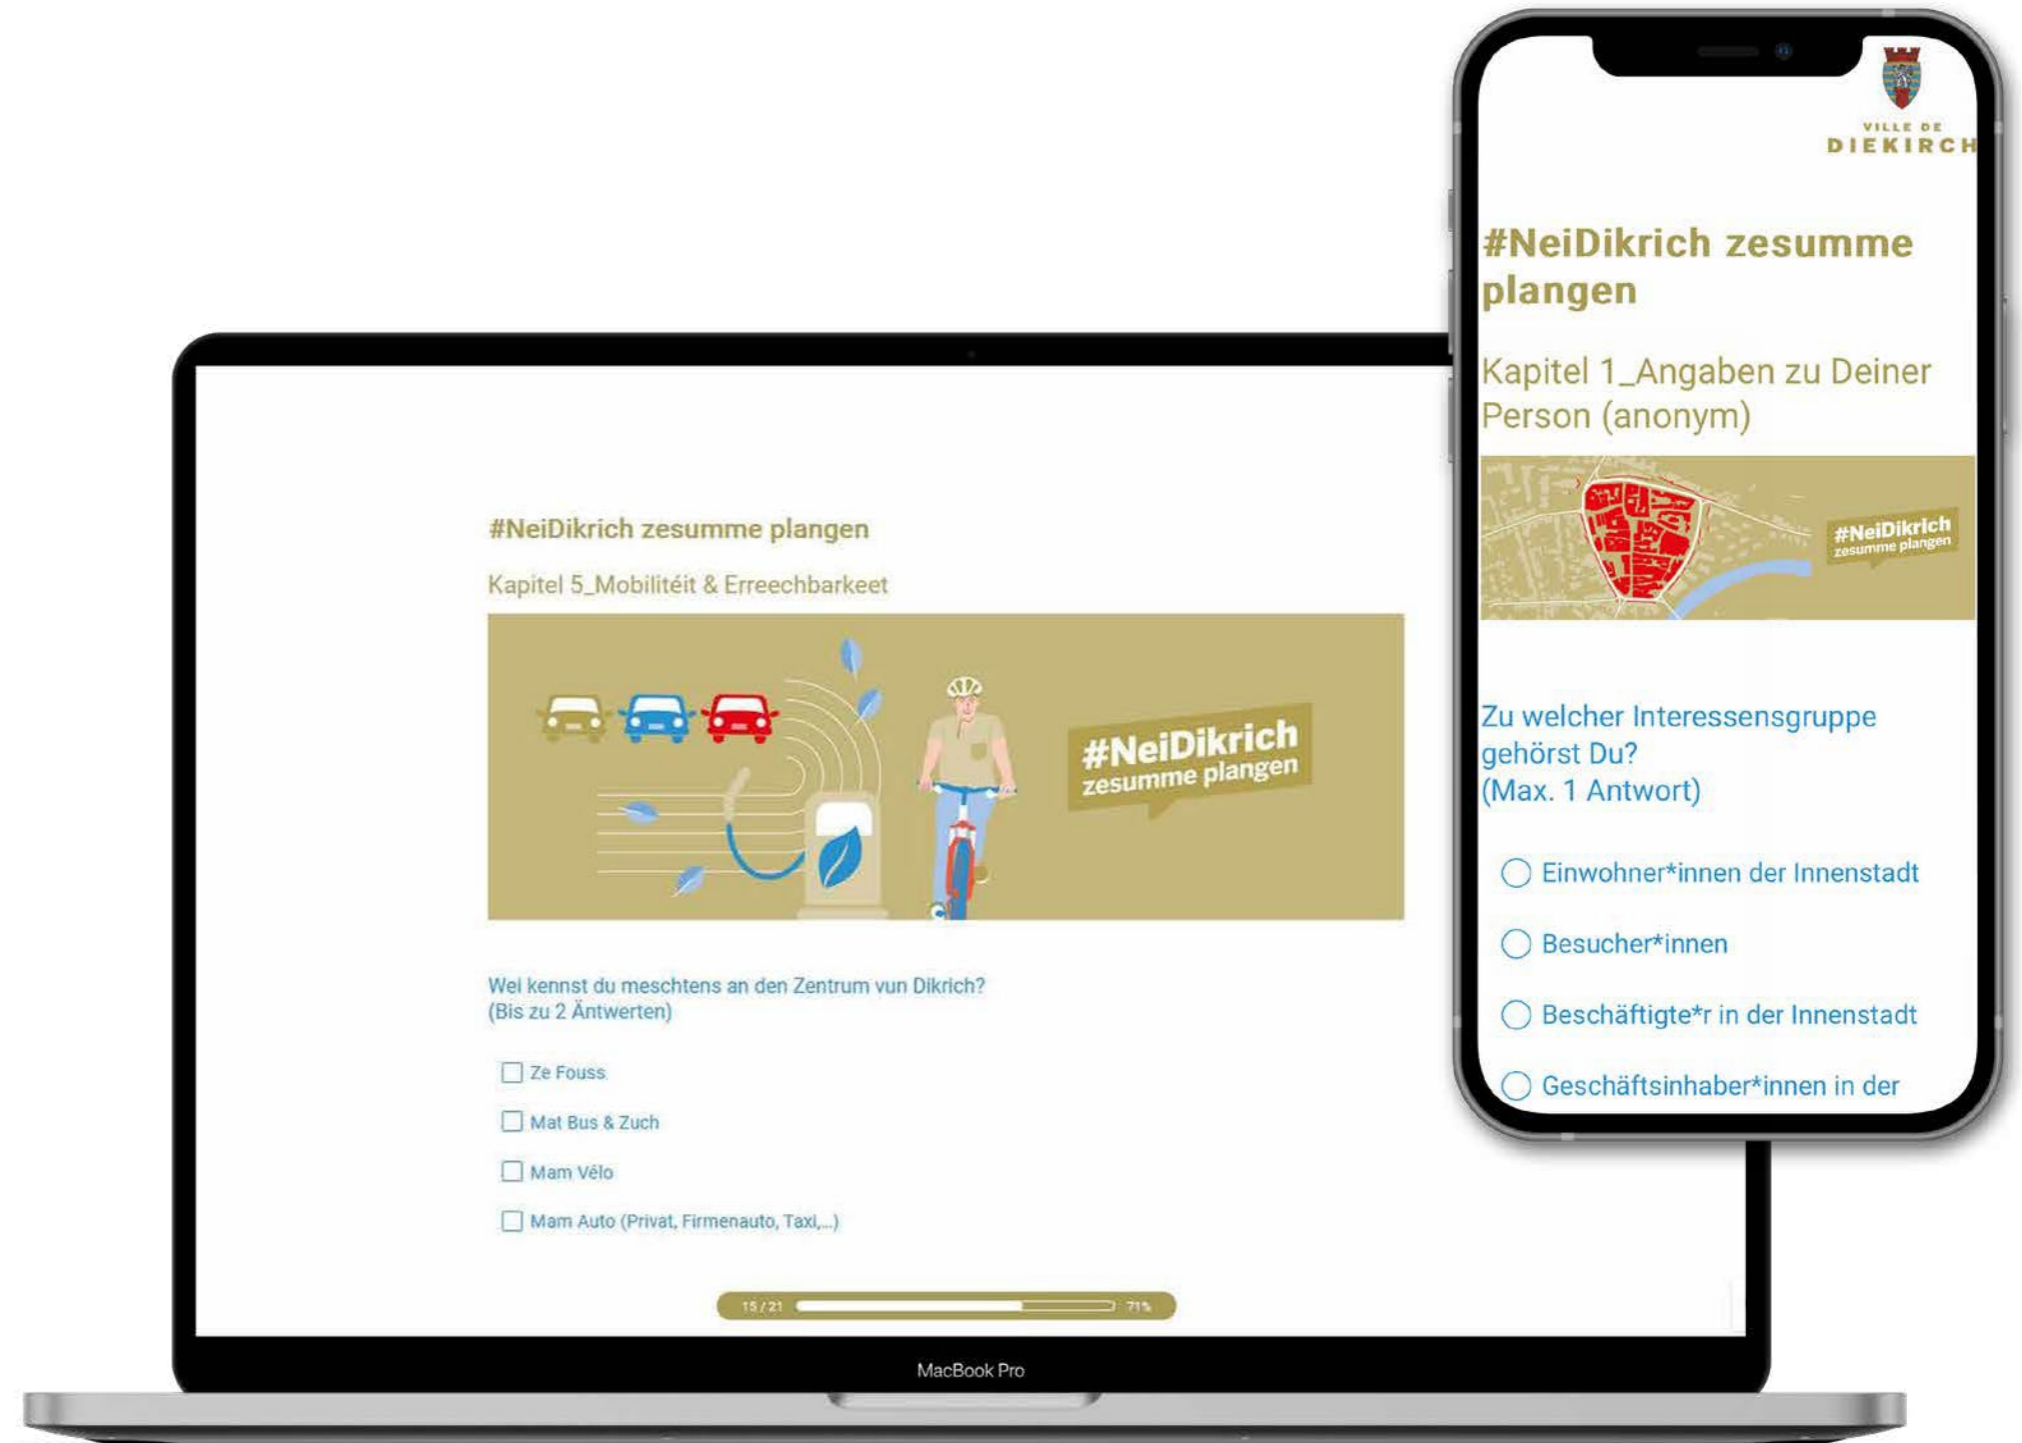 #NeiDikrich zesumme plangen
Kapitel 5_Mobilitéit & Erreechbarkeet
#NeiDikrich
zesumme plangen
Wei kennst du meschtens an den Zentrum vun Dikrich?
(Bis zu 2 Äntwerten)
Ze Fouss
Mat Bus & Zuch
Mam Vëlo
Mam Auto (Privat, Firmenauto, Taxi,...)
15 / 21
71%
MacBook Pro
VILLE DE
DIEKIRCH
#NeiDikrich zesumme
plangen
Kapitel 1_Angaben zu Deiner
Person (anonym)
#NeiDikrich
zesumme plangen
Zu welcher Interessensgruppe
gehörst Du?
(Max. 1 Antwort)
Einwohner*innen der Innenstadt
Besucher*innen
Beschäftigte*r in der Innenstadt
Geschäftsinhaber*innen in der